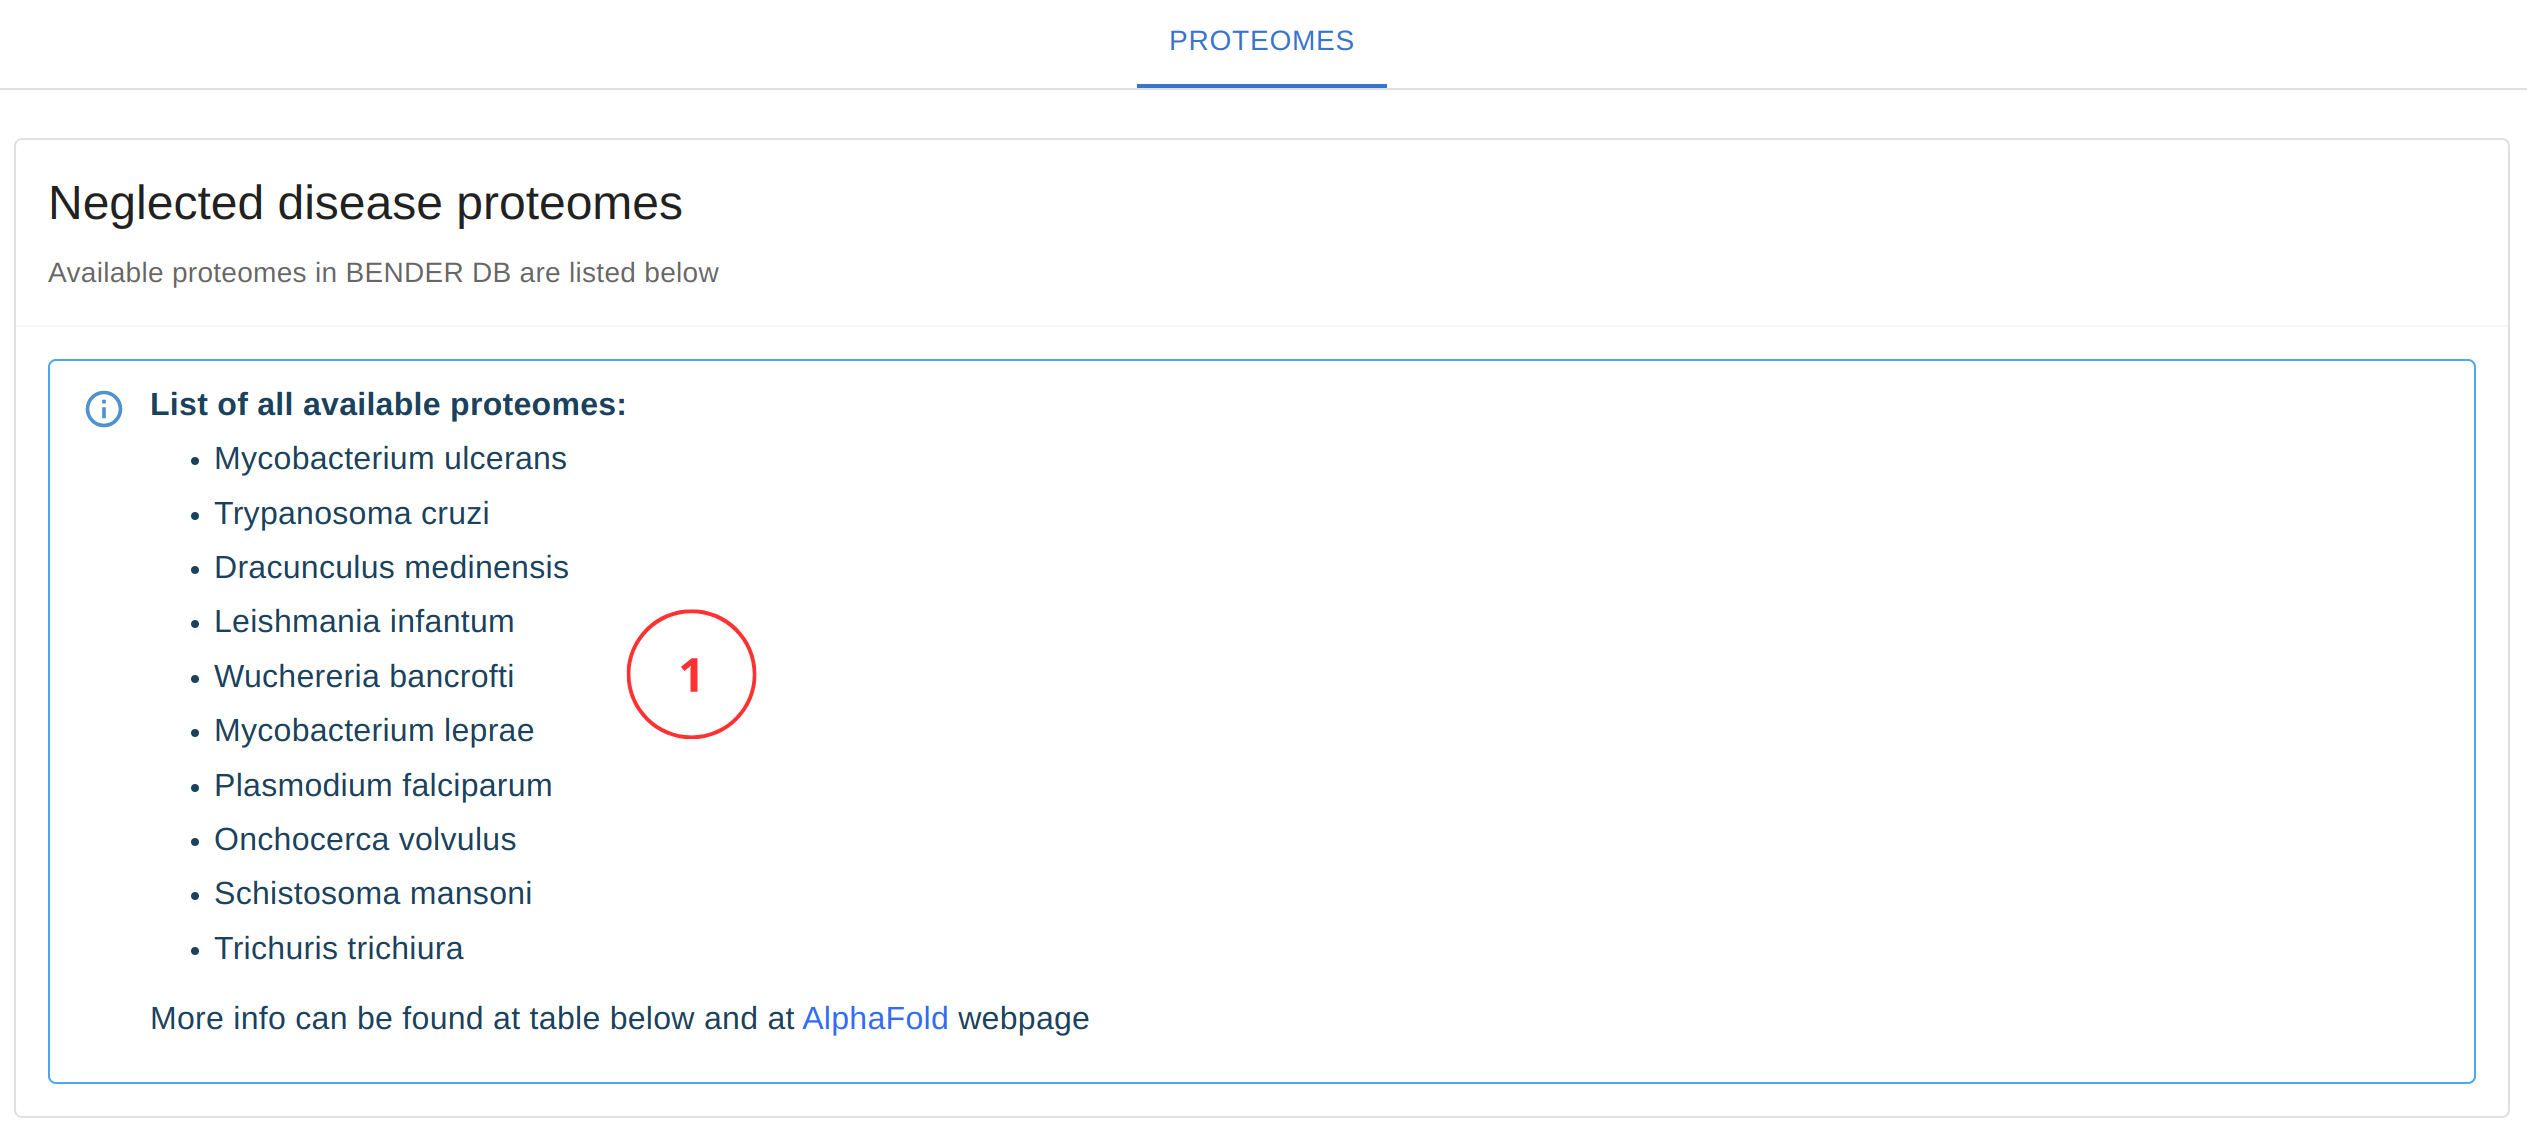 PROTEOMES
Neglected disease proteomes
Available proteomes in BENDER DB are listed below
List of all available proteomes:
Mycobacterium ulcerans
Trypanosoma cruzi
Dracunculus medinensis
Leishmania infantum
Wuchereria bancrofti
1
Mycobacterium leprae
Plasmodium falciparum
Onchocerca volvulus
Schistosoma mansoni
Trichuris trichiura
More info can be found at table below and at AlphaFold webpage